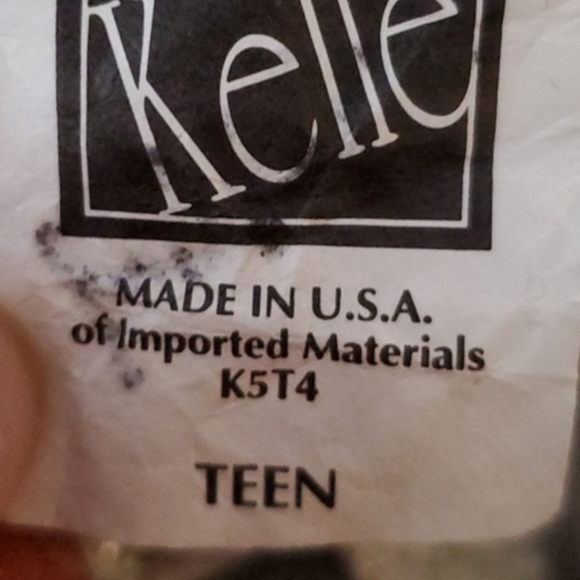 Kelle
MADE IN U.S.A.
of Imported Materials
K5T4
TEEN